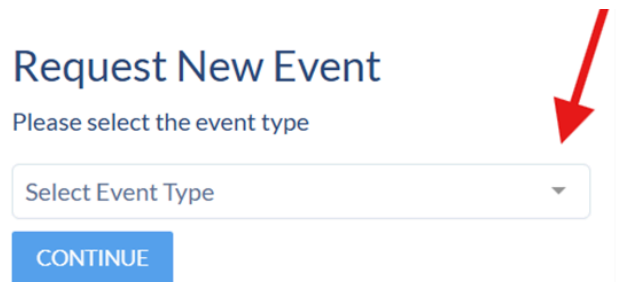 Request New Event
Please select the event type
Select Event Type
CONTINUE